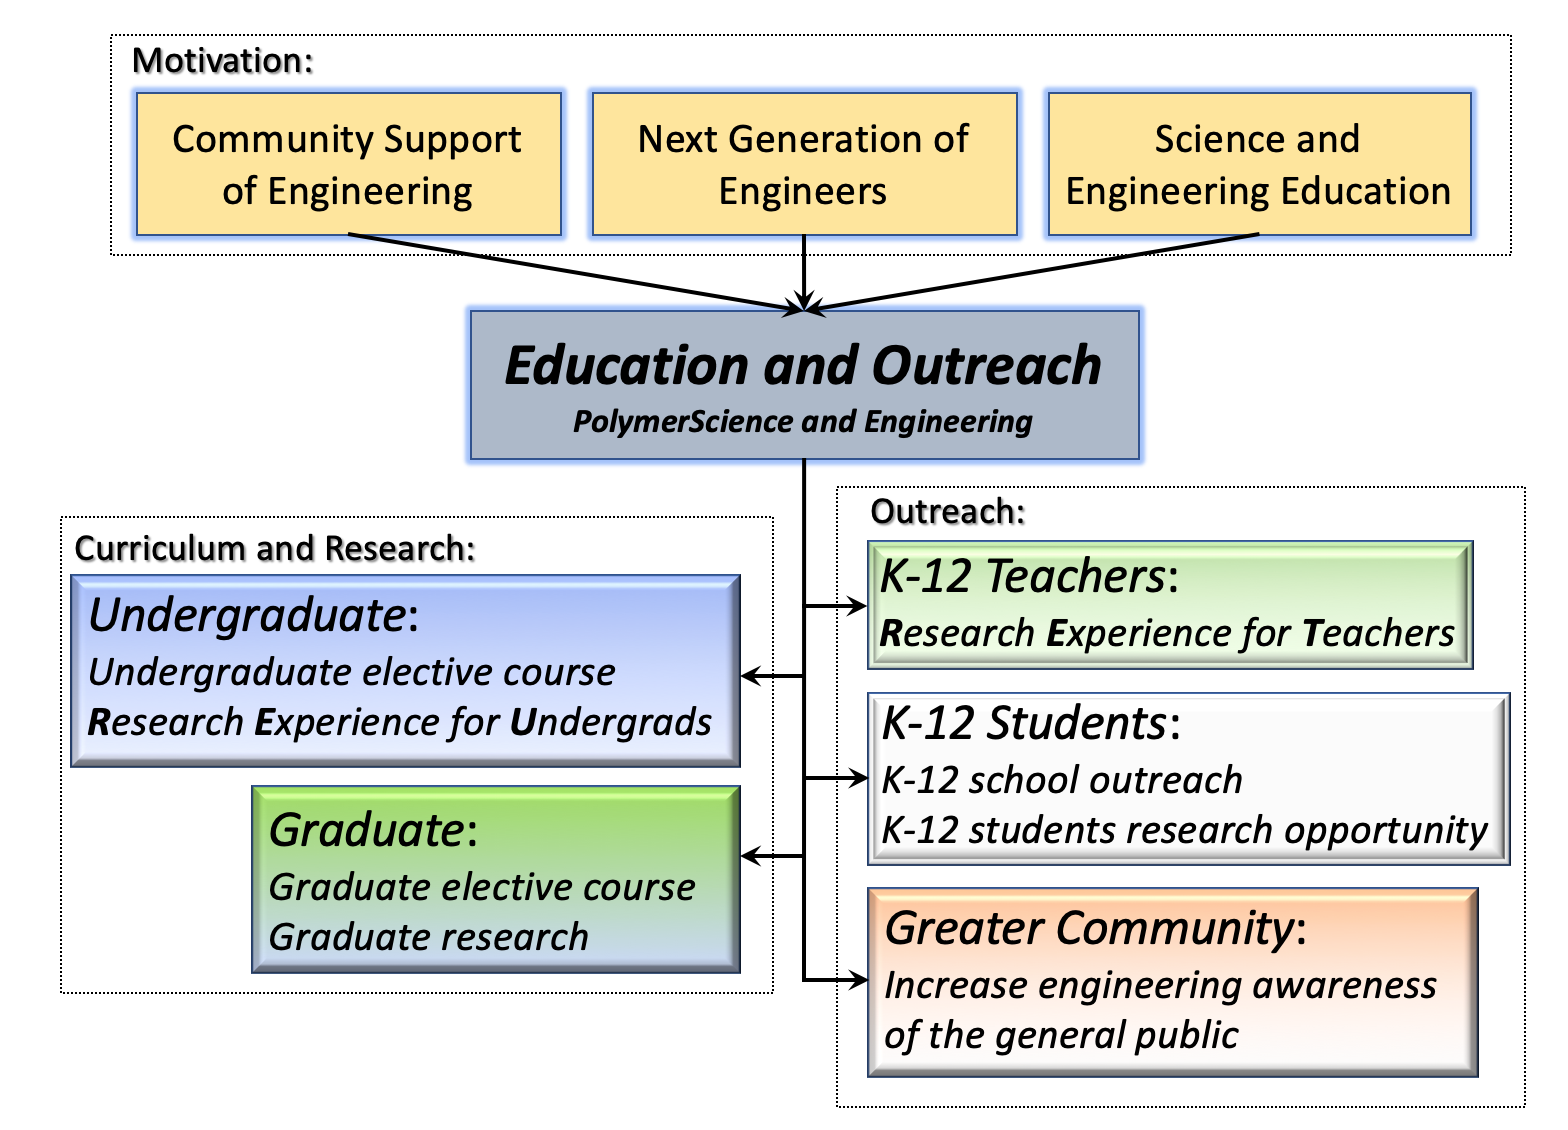 Motivation:
Community Support
of Engineering
Next Generation of
Engineers
Science and
Engineering Education
Education and Outreach
PolymerScience and Engineering
Curriculum and Research:
Undergraduate:
Undergraduate elective course
Research Experience for Undergrads
Graduate:
Graduate elective course
Graduate research
Outreach:
K-12 Teachers:
Research Experience for Teachers
K-12 Students:
K-12 school outreach
K-12 students research opportunity
Greater Community:
Increase engineering awareness
of the general public